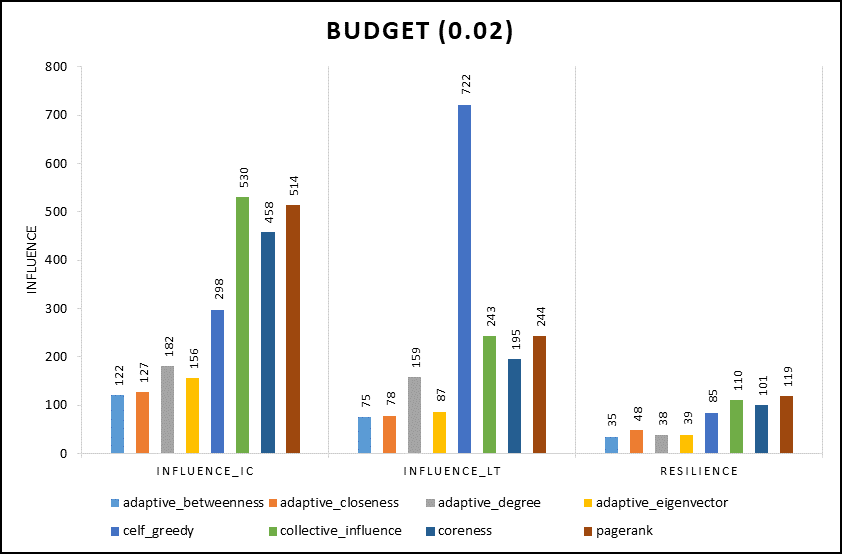 BUDGET (0.02)
INFLUENCE
800
700
600
500
400
300
200
100
0
122 127 182 156 298 530 458 514
75 78 159 87 722 243 195 244
35 48 38 39 85 110 101 119
INFLUENCE_IC INFLUENCE_LT RESILIENCE
adaptive_betweenness adaptive_closeness adaptive_degree adaptive_eigenvector
celf_greedy collective_influence coreness pagerank